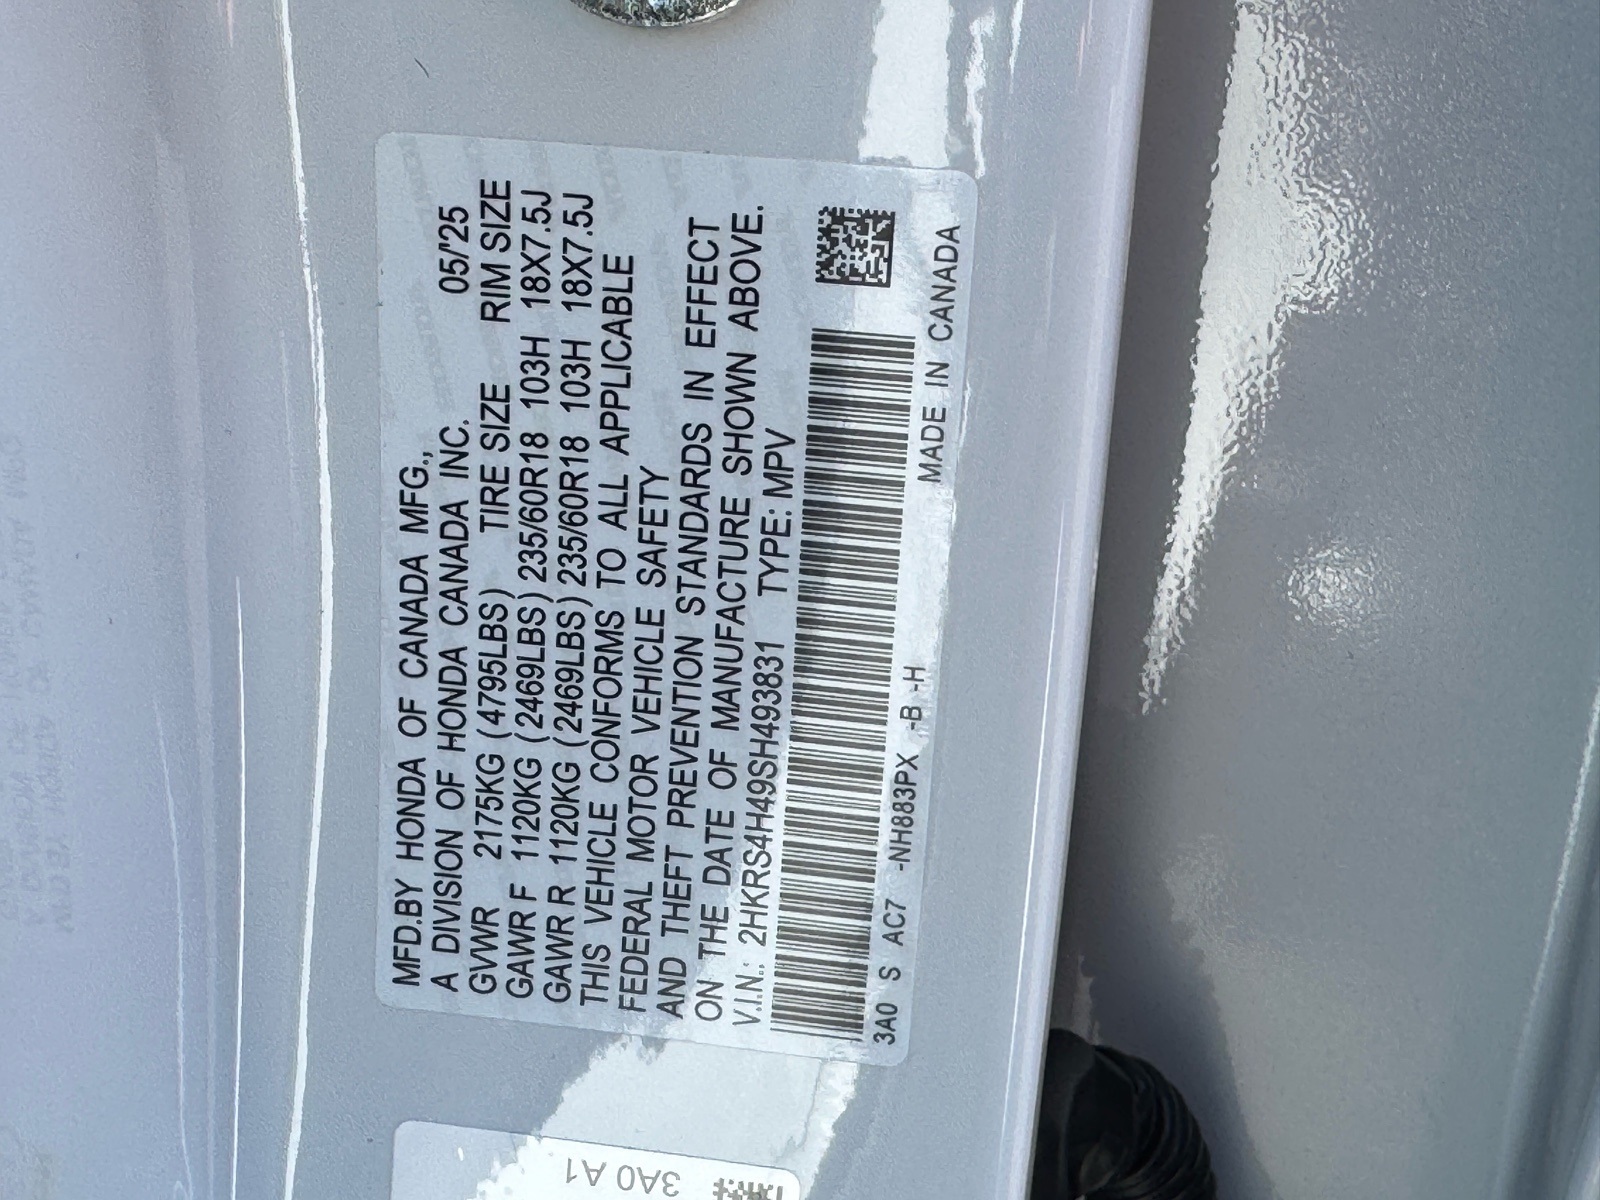 MFD.BY HONDA OF CANADA MFG.,
A DIVISION OF HONDA CANADA INC. 05/'25
GVWR 2175KG (4795LBS) TIRE SIZE RIM SIZE
GAWR F 1120KG (2469LBS) 235/60R18 103H 18X7.5J
GAWR R 1120KG (2469LBS) 235/60R18 103H 18X7.5J
THIS VEHICLE CONFORMS TO ALL APPLICABLE
FEDERAL MOTOR VEHICLE SAFETY
AND THEFT PREVENTION STANDARDS IN EFFECT
ON THE DATE OF MANUFACTURE SHOWN ABOVE.
V.I.N.: 2HKRS4H49SH493831 TYPE: MPV
3A0 S AC7 -NH883PX -B -H MADE IN CANADA
3A0 A1